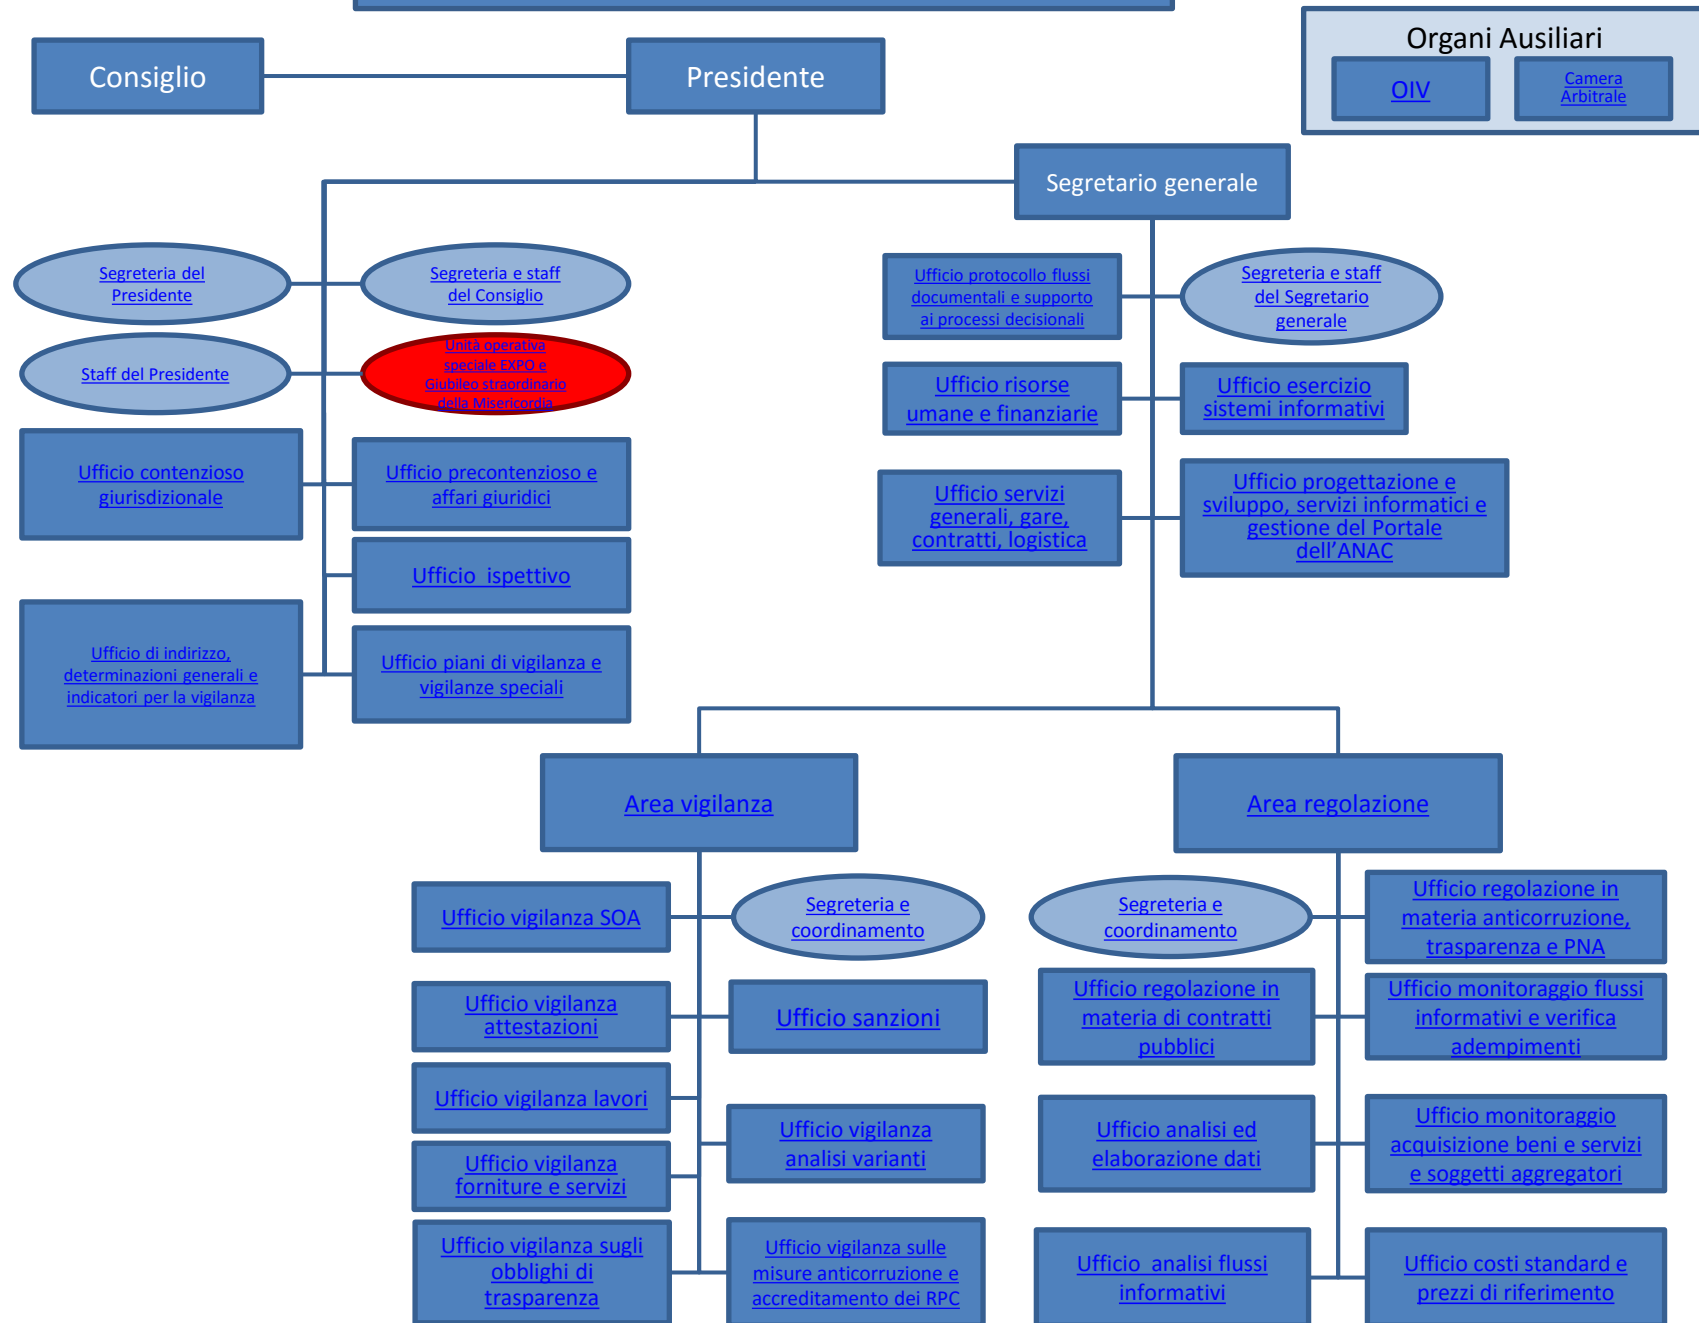 Organi Ausiliari
OIV
Camera
Arbitrale
Consiglio
Presidente
Segretario generale
Segreteria del
Presidente
Segreteria e staff
del Consiglio
Staff del Presidente
Unità operativa
speciale EXPO e
Giubileo straordinario
della Misericordia
Ufficio contenzioso
giurisdizionale
Ufficio precontenzioso e
affari giuridici
Ufficio  ispettivo
Ufficio di indirizzo,
determinazioni generali e
indicatori per la vigilanza
Ufficio piani di vigilanza e
vigilanze speciali
Ufficio protocollo flussi
documentali e supporto
ai processi decisionali
Segreteria e staff
del Segretario
generale
Ufficio risorse
umane e finanziarie
Ufficio esercizio
sistemi informativi
Ufficio servizi
generali, gare,
contratti, logistica
Ufficio progettazione e
sviluppo, servizi informatici e
gestione del Portale
dell’ANAC
Area vigilanza
Area regolazione
Ufficio vigilanza SOA
Segreteria e
coordinamento
Ufficio vigilanza
attestazioni
Ufficio sanzioni
Ufficio vigilanza lavori
Ufficio vigilanza
analisi varianti
Ufficio vigilanza
forniture e servizi
Ufficio vigilanza sugli
obblighi di
trasparenza
Ufficio vigilanza sulle
misure anticorruzione e
accreditamento dei RPC
Segreteria e
coordinamento
Ufficio regolazione in
materia anticorruzione,
trasparenza e PNA
Ufficio regolazione in
materia di contratti
pubblici
Ufficio monitoraggio flussi
informativi e verifica
adempimenti
Ufficio analisi ed
elaborazione dati
Ufficio monitoraggio
acquisizione beni e servizi
e soggetti aggregatori
Ufficio  analisi flussi
informativi
Ufficio costi standard e
prezzi di riferimento